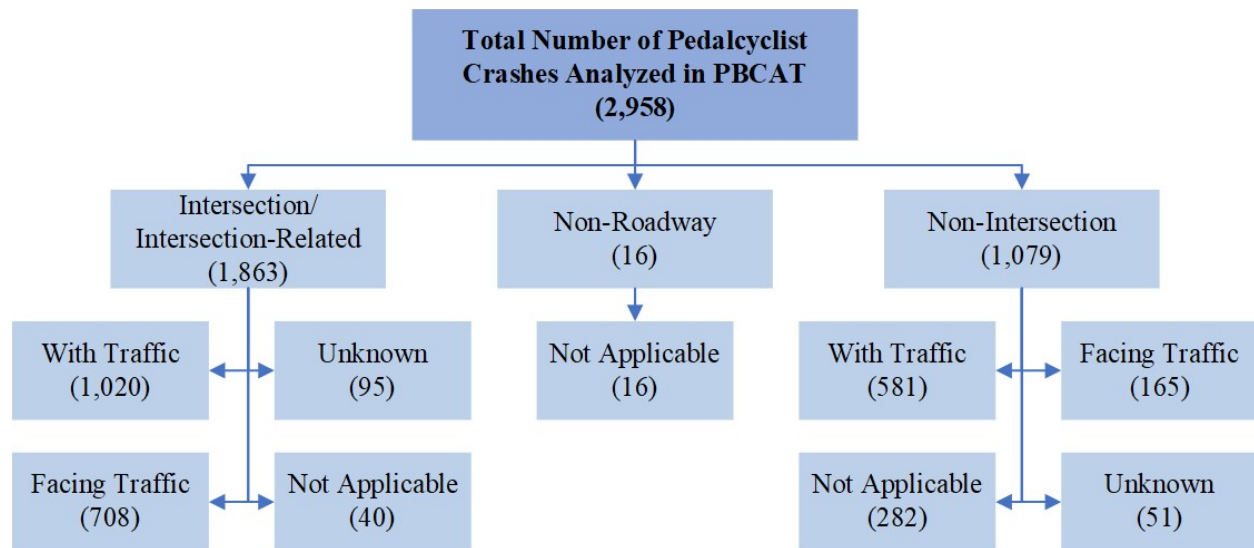 Total Number of Pedalcyclist
Crashes Analyzed in PBCAT
(2,958)
Intersection/
Intersection-Related
(1,863)
Non-Roadway
(16)
Non-Intersection
(1,079)
With Traffic
(1,020)
Unknown
(95)
Not Applicable
(16)
With Traffic
(581)
Facing Traffic
(165)
Facing Traffic
(708)
Not Applicable
(40)
Not Applicable
(282)
Unknown
(51)